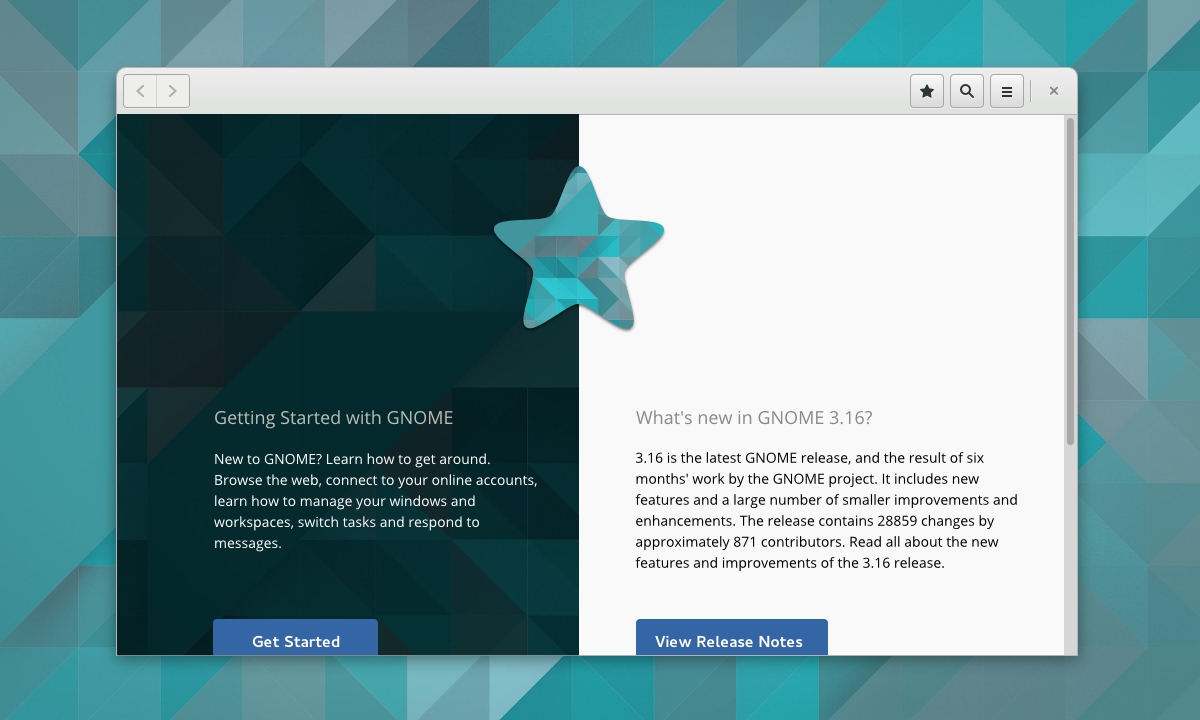 Getting Started with GNOME
New to GNOME? Learn how to get around.
Browse the web, connect to your online accounts,
learn how to manage your windows and
workspaces, switch tasks and respond to
messages.
Get Started
What's new in GNOME 3.16?
3.16 is the latest GNOME release, and the result of six
months' work by the GNOME project. It includes new
features and a large number of smaller improvements and
enhancements. The release contains 28859 changes by
approximately 871 contributors. Read all about the new
features and improvements of the 3.16 release.
View Release Notes